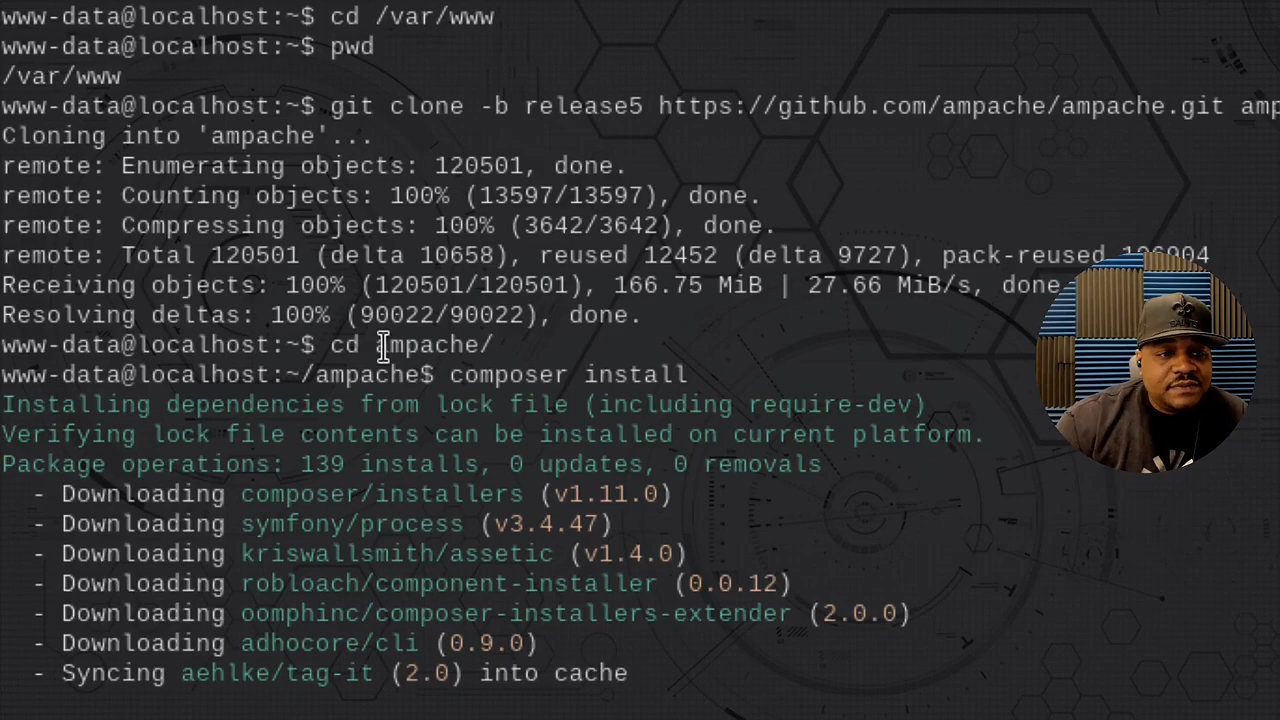 www-data@localhost:~$ cd /var/www
www-data@localhost:~$ pwd
/var/www
www-data@localhost:~$ git clone -b release5 https://github.com/ampache/ampache.git amp
Cloning into 'ampache'...
remote: Enumerating objects: 120501, done.
remote: Counting objects: 100% (13597/13597), done.
remote: Compressing objects: 100% (3642/3642), done.
remote: Total 120501 (delta 10658), reused 12452 (delta 9727), pack-reused
Receiving objects: 100% (120501/120501), 166.75 MiB | 27.66 MiB/s, done.
Resolving deltas: 100% (90022/90022), done.
www-data@localhost:~$ cd ampache/
www-data@localhost:~/ampache$ composer install
Installing dependencies from lock file (including require-dev)
Verifying lock file contents can be installed on current platform.
Package operations: 139 installs, 0 updates, 0 removals
- Downloading composer/installers (v1.11.0)
- Downloading symfony/process (v3.4.47)
- Downloading kriswallsmith/assetic (v1.4.0)
- Downloading robloach/component-installer (0.0.12)
- Downloading oomphinc/composer-installers-extender (2.0.0)
- Downloading adhocore/cli (0.9.0)
- Syncing aehlke/tag-it (2.0) into cache
SAINTS